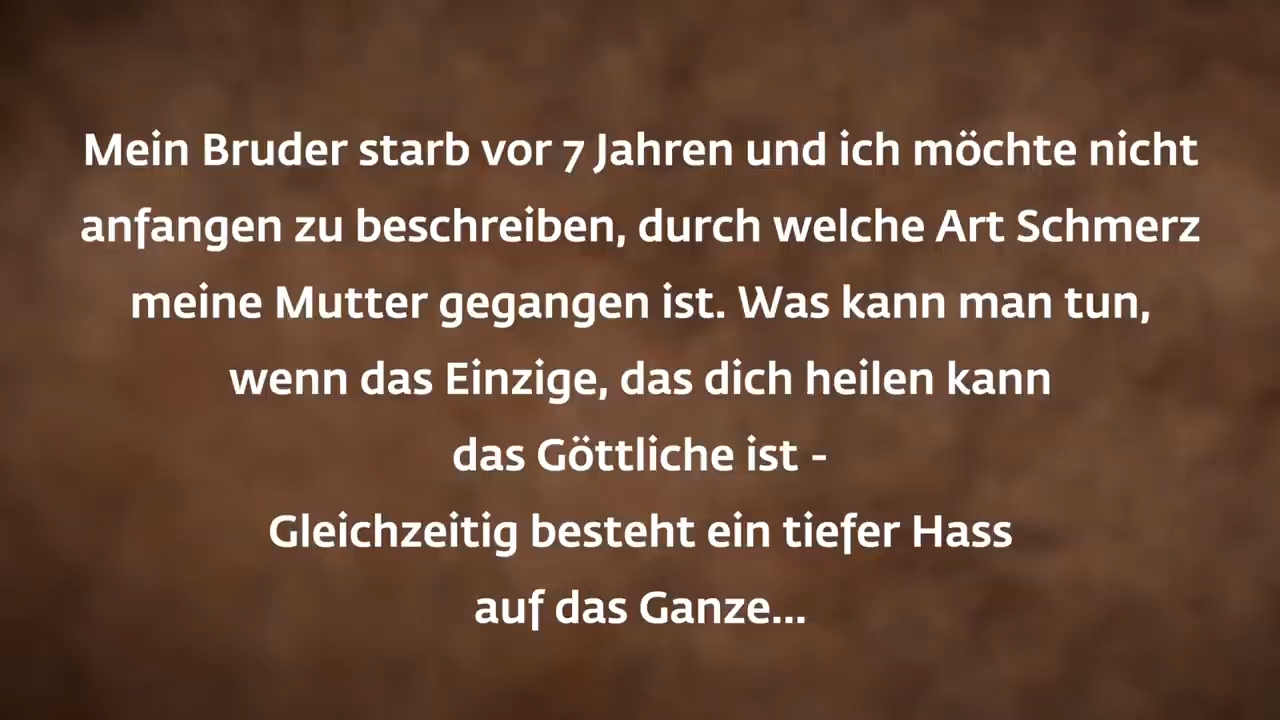 Mein Bruder starb vor 7 Jahren und ich möchte nicht
anfangen zu beschreiben, durch welche Art Schmerz
meine Mutter gegangen ist. Was kann man tun,
wenn das Einzige, das dich heilen kann
das Göttliche ist -
Gleichzeitig besteht ein tiefer Hass
auf das Ganze...